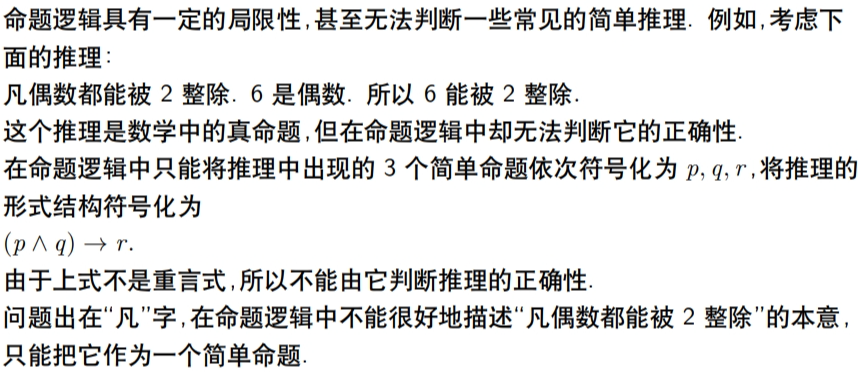 命题逻辑具有一定的局限性,甚至无法判断一些常见的简单推理. 例如,考虑下
面的推理:
凡偶数都能被 2 整除. 6 是偶数. 所以 6 能被 2 整除.
这个推理是数学中的真命题,但在命题逻辑中却无法判断它的正确性.
在命题逻辑中只能将推理中出现的 3 个简单命题依次符号化为 p, q, r,将推理的
形式结构符号化为
(p ∧ q) → r.
由于上式不是重言式,所以不能由它判断推理的正确性.
问题出在“凡”字,在命题逻辑中不能很好地描述“凡偶数都能被 2 整除”的本意,
只能把它作为一个简单命题.